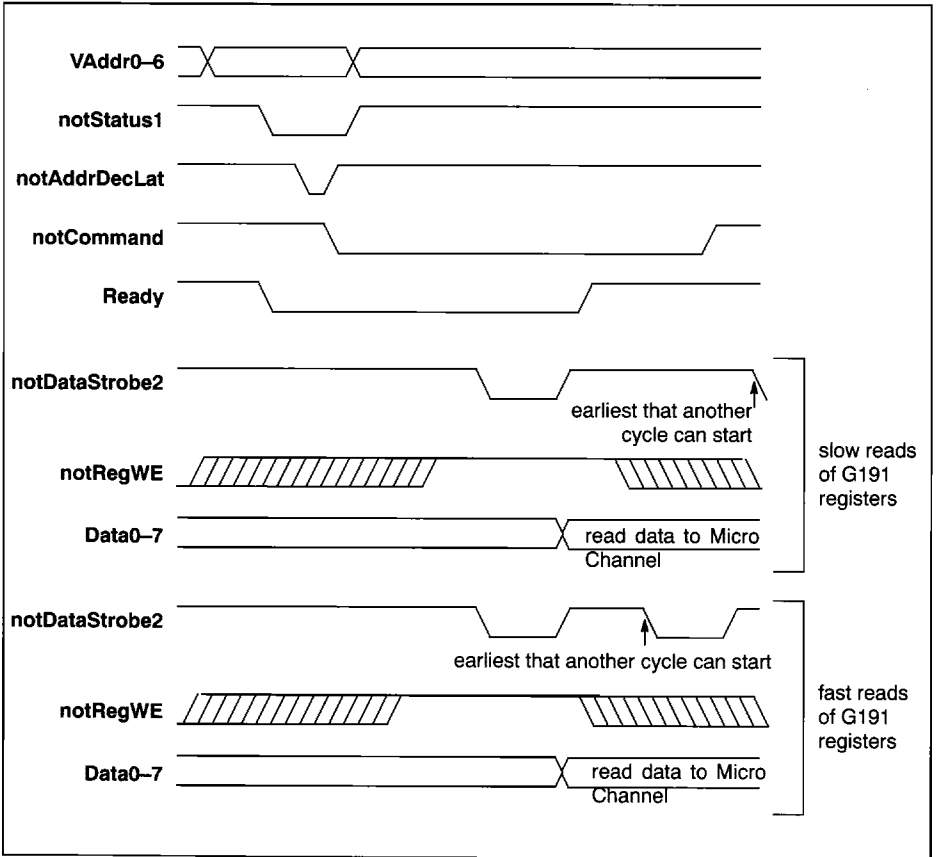 VAddr0–6
notStatus1
notAddrDecLat
notCommand
Ready
notDataStrobe2
earliest that another
cycle can start
notRegWE
Data0–7
read data to Micro
Channel
slow reads
of G191
registers
notDataStrobe2
earliest that another cycle can start
notRegWE
Data0–7
read data to Micro
Channel
fast reads
of G191
registers